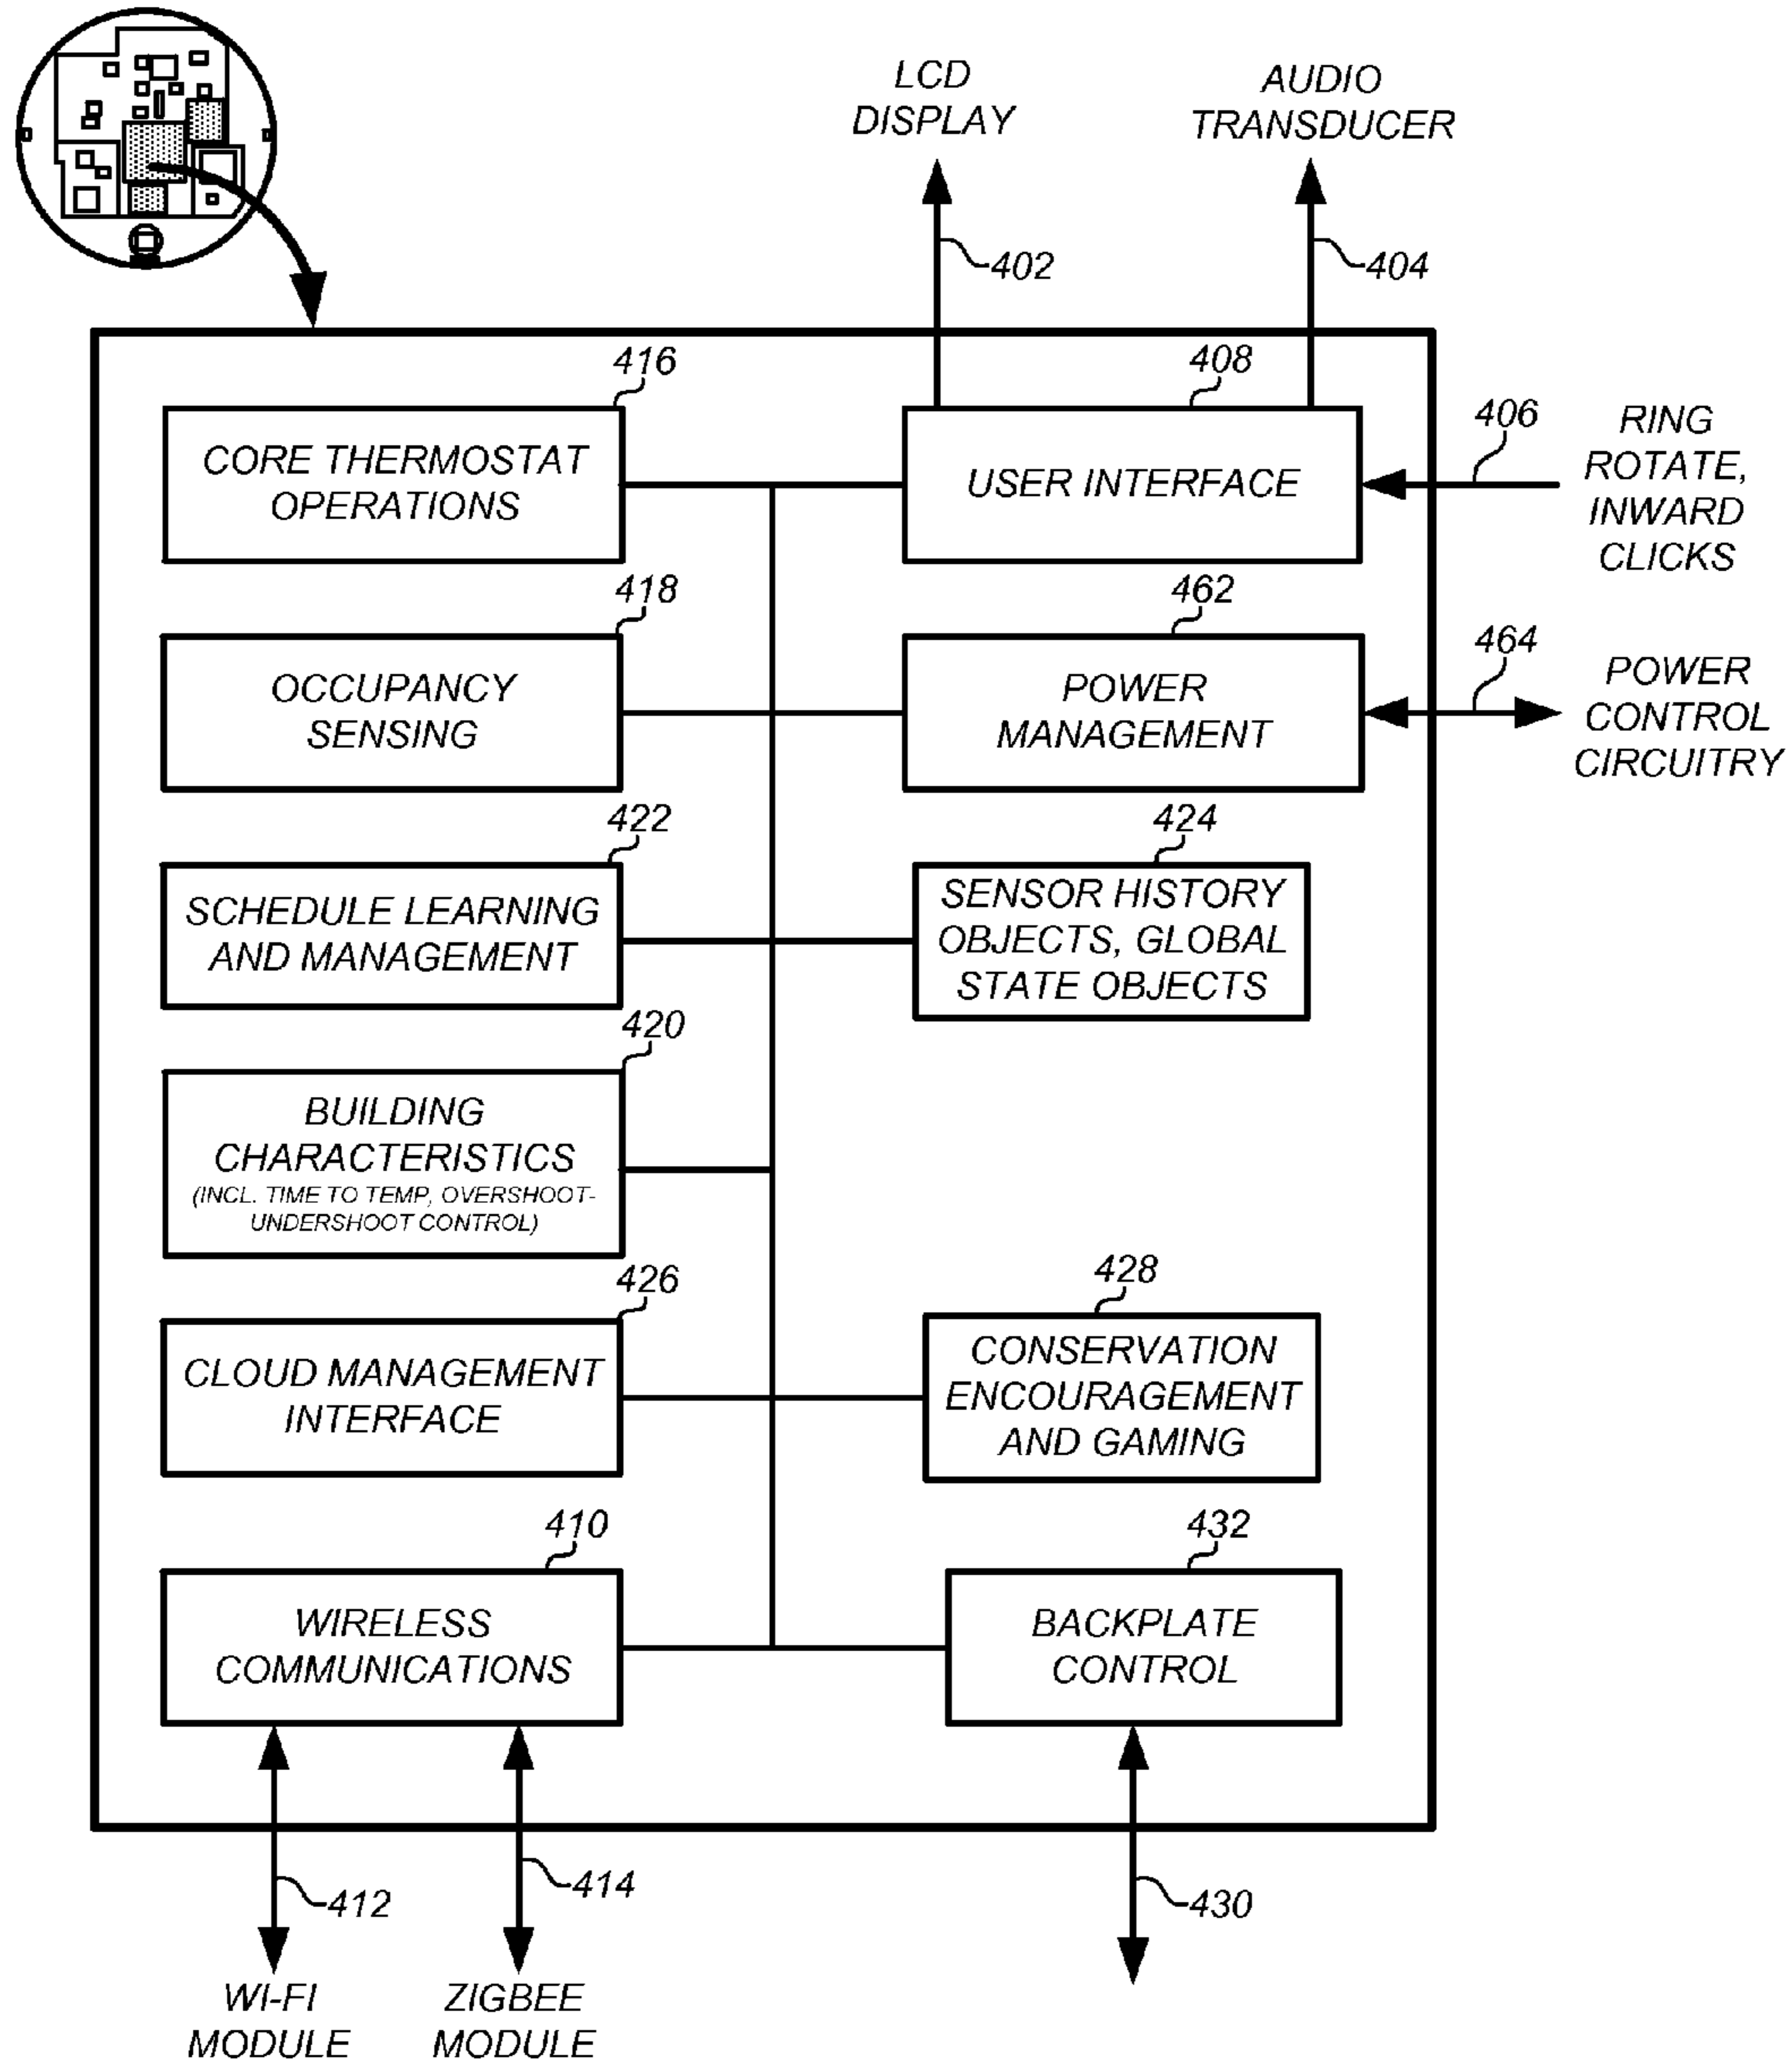 LCD
DISPLAY
AUDIO
TRANSDUCER
402
404
416
CORE THERMOSTAT
OPERATIONS
408
USER INTERFACE
406
RING
ROTATE,
INWARD
CLICKS
418
OCCUPANCY
SENSING
462
POWER
MANAGEMENT
464
POWER
CONTROL
CIRCUITRY
422
SCHEDULE LEARNING
AND MANAGEMENT
424
SENSOR HISTORY
OBJECTS, GLOBAL
STATE OBJECTS
420
BUILDING
CHARACTERISTICS
(INCL. TIME TO TEMP, OVERSHOOT-
UNDERSHOOT CONTROL)
426
CLOUD MANAGEMENT
INTERFACE
428
CONSERVATION
ENCOURAGEMENT
AND GAMING
410
WIRELESS
COMMUNICATIONS
432
BACKPLATE
CONTROL
412
414
430
WI-FI
MODULE
ZIGBEE
MODULE